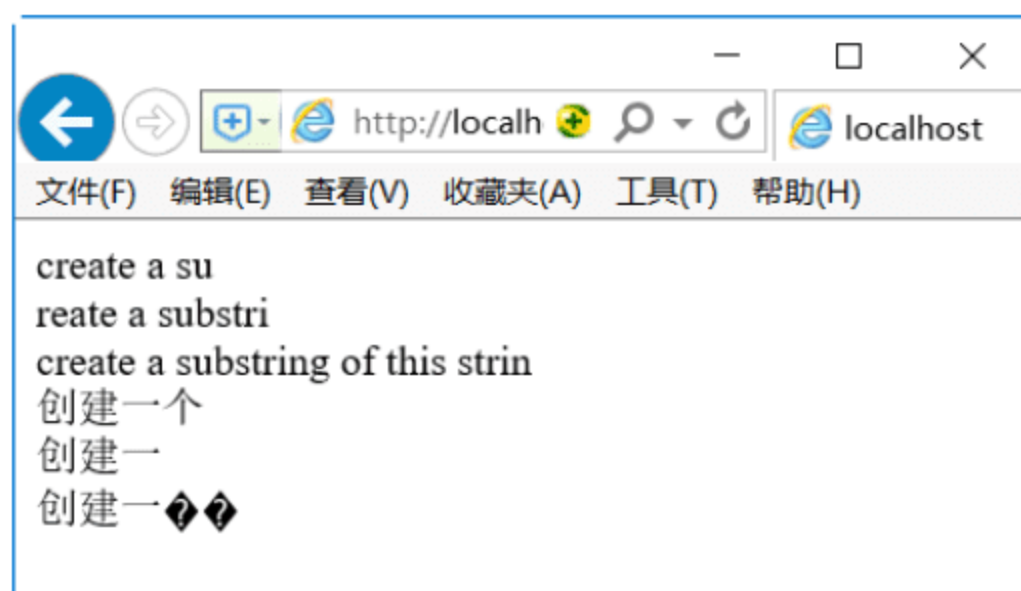 http://localh
localhost
文件(F) 编辑(E) 查看(V) 收藏夹(A) 工具(T) 帮助(H)
create a su
reate a substri
create a substring of this strin
创建一个
创建一
创建一��